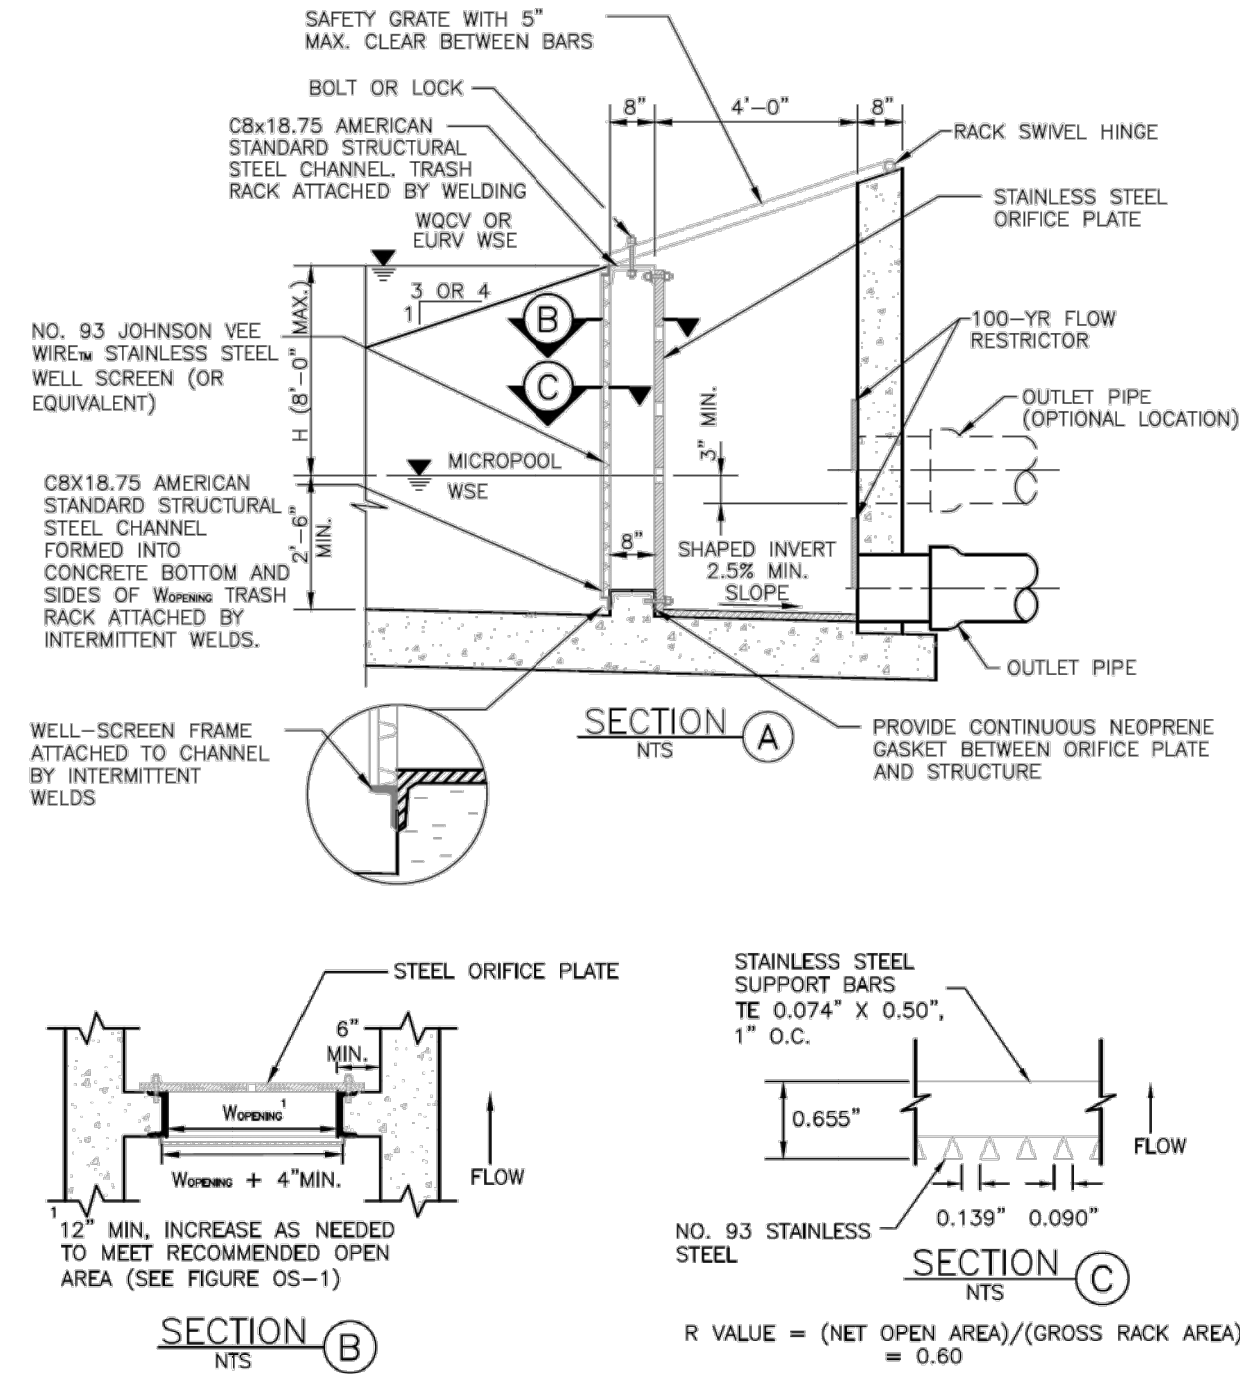 SAFETY GRATE WITH 5"
MAX. CLEAR BETWEEN BARS
BOLT OR LOCK
C8x18.75 AMERICAN
STANDARD STRUCTURAL
STEEL CHANNEL. TRASH
RACK ATTACHED BY WELDING
8"
4'-0"
8"
RACK SWIVEL HINGE
STAINLESS STEEL
ORIFICE PLATE
WQCV OR
EURV WSE
3 OR 4
1
B
C
NO. 93 JOHNSON VEE
WIRE™ STAINLESS STEEL
WELL SCREEN (OR
EQUIVALENT)
H (8'-0" MAX.)
100-YR FLOW
RESTRICTOR
OUTLET PIPE
(OPTIONAL LOCATION)
3" MIN.
MICROPOOL
WSE
C8X18.75 AMERICAN
STANDARD STRUCTURAL
STEEL CHANNEL
FORMED INTO
CONCRETE BOTTOM AND
SIDES OF WOPENING TRASH
RACK ATTACHED BY
INTERMITTENT WELDS.
2'-6"
MIN.
8"
SHAPED INVERT
2.5% MIN.
SLOPE
OUTLET PIPE
WELL-SCREEN FRAME
ATTACHED TO CHANNEL
BY INTERMITTENT
WELDS
SECTION
NTS
A
PROVIDE CONTINUOUS NEOPRENE
GASKET BETWEEN ORIFICE PLATE
AND STRUCTURE
STEEL ORIFICE PLATE
6"
MIN.
WOPENING 1
WOPENING + 4"MIN.
FLOW
1
12" MIN, INCREASE AS NEEDED
TO MEET RECOMMENDED OPEN
AREA (SEE FIGURE OS-1)
SECTION
NTS
B
STAINLESS STEEL
SUPPORT BARS
TE 0.074" X 0.50",
1" O.C.
0.655"
FLOW
0.139"
0.090"
NO. 93 STAINLESS
STEEL
SECTION
NTS
C
R VALUE = (NET OPEN AREA)/(GROSS RACK AREA)
= 0.60